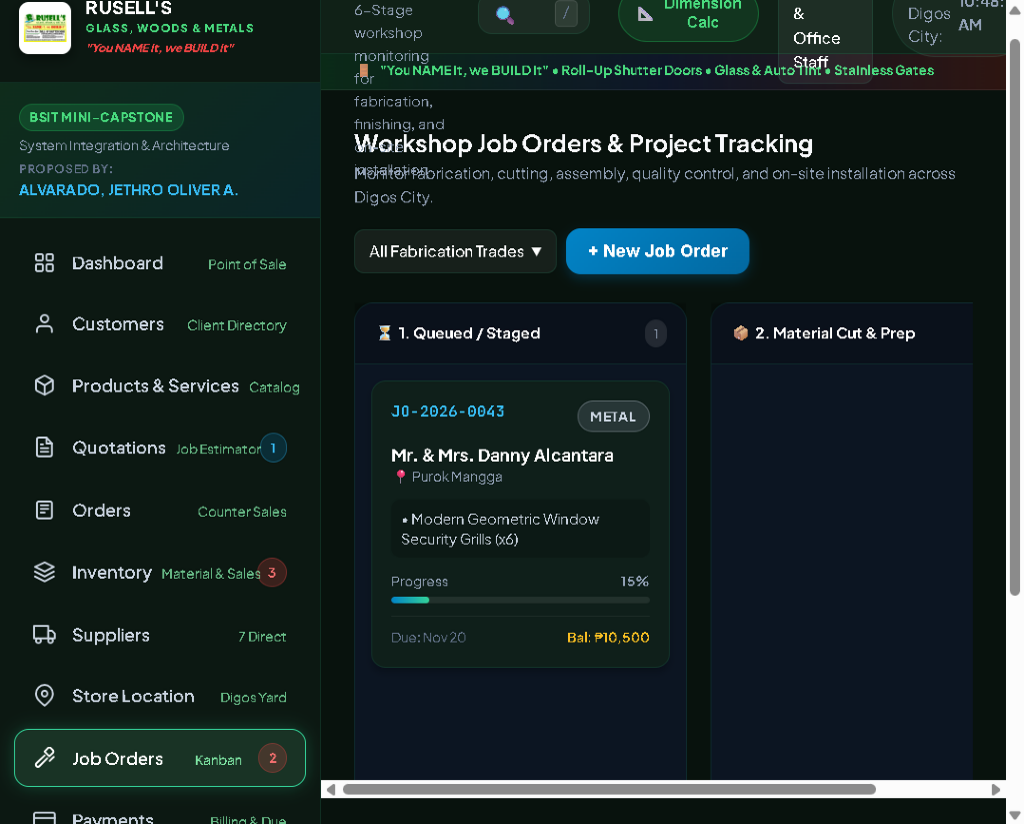 RUSELL'S
GLASS, WOODS & METALS
"You NAME It, we BUILD it"
BSIT MINI-CAPSTONE
System Integration & Architecture
PROPOSED BY:
ALVARADO, JETHRO OLIVER A.
Dashboard Point of Sale
Customers Client Directory
Products & Services Catalog
Quotations Job Estimator 1
Orders Counter Sales
Inventory Material & Sales 3
Suppliers 7 Direct
Store Location Digos Yard
Job Orders Kanban 2
Payments Billing & Due
6-Stage
workshop
monitoring
for
fabrication,
finishing, and
on-site
installation.
/
Dimension
Calc
&
Office
Staff
Digos
City:
10:48:
AM
"You NAME It, we BUILD It" • Roll-Up Shutter Doors • Glass & Auto Tint • Stainless Gates
Workshop Job Orders & Project Tracking
Monitor fabrication, cutting, assembly, quality control, and on-site installation across
Digos City.
All Fabrication Trades ▼
+ New Job Order
⏳ 1. Queued / Staged 1
JO-2026-0043 METAL
Mr. & Mrs. Danny Alcantara
📍 Purok Mangga
• Modern Geometric Window
Security Grills (x6)
Progress 15%
Due: Nov 20 Bal: ₱10,500
📦 2. Material Cut & Prep